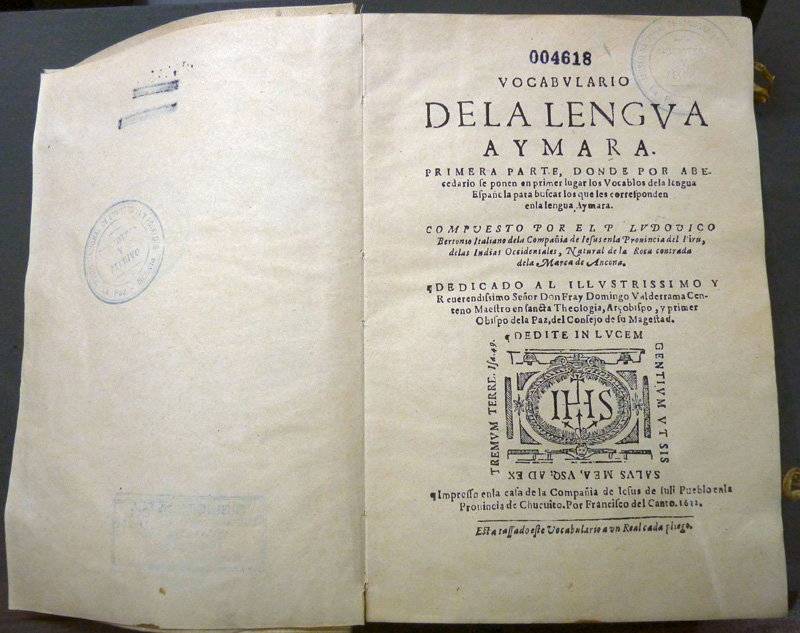 004618
VOCABVLARIO
DELA LENGVA
AYMARA.
PRIMERA PARTE, DONDE POR ABE-
cedario se ponen en primer lugar los Vocablos dela lengua
Española para buscar los que les corresponden
enla lengua Aymara.
COMPVESTO POR EL P. LVDOVICO
Bertonio Italiano dela Compañia de Iesus enla Prouincia del Piru,
delas Indias Occidentales, Natural de la Roca contrada
dela Marca de Ancona.
¶DEDICADO AL ILLVSTRISSIMO Y
Reuerendissimo Señor Don Fray Domingo Valderrama Cen-
teno Maestro en sancta Theologia, Arçobispo, y primer
Obispo dela Paz, del Consejo de su Magestad.
¶DEDITE IN LVCEM
GENTIVM VT SIS
SALVS MEA, VSQ; AD EX
TREMVM TERRE. Isa. 49.
IHS
¶Impresso enla casa de la Compañia de Iesus de Iuli Pueblo enla
Prouincia de Chucuito. Por Francisco del Canto. 1612.
Esta tassado este Vocabulario a vn Real cada pliego.